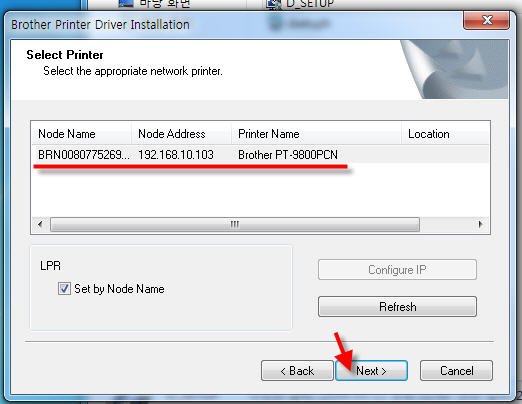 바탕 화면
D_SETUP
Brother Printer Driver Installation
Select Printer
Select the appropriate network printer.
Node Name Node Address Printer Name Location
BRN0080775269... 192.168.10.103 Brother PT-9800PCN
LPR
Set by Node Name
Configure IP
Refresh
< Back Next > Cancel